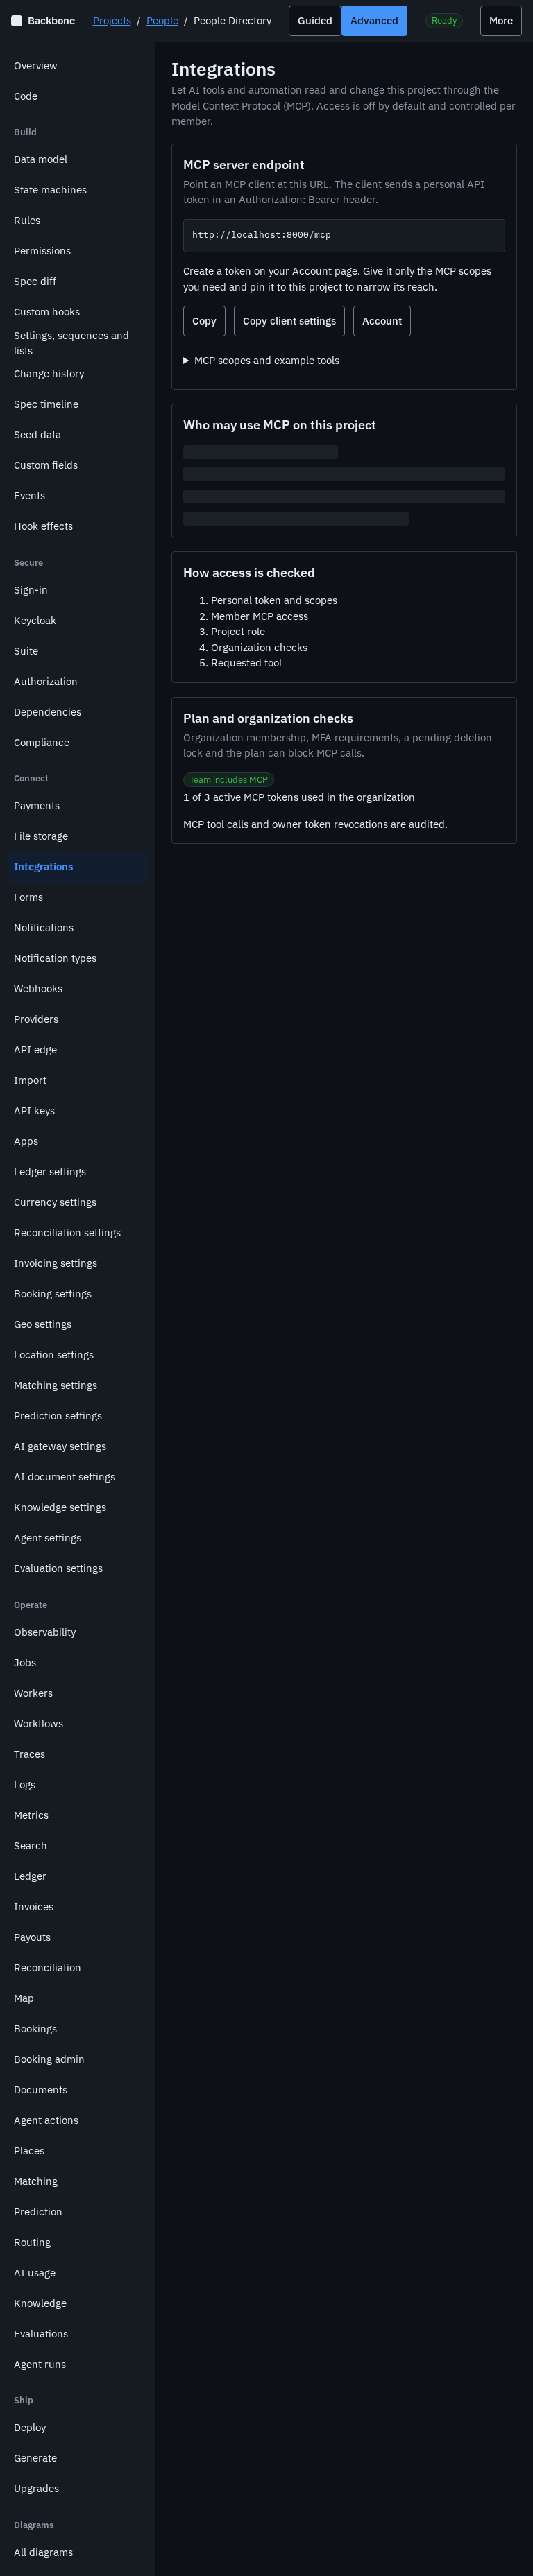 Backbone
Projects / People / People Directory
Guided
Advanced
Ready
More
Overview
Code
Build
Data model
State machines
Rules
Permissions
Spec diff
Custom hooks
Settings, sequences and
lists
Change history
Spec timeline
Seed data
Custom fields
Events
Hook effects
Secure
Sign-in
Keycloak
Suite
Authorization
Dependencies
Compliance
Connect
Payments
File storage
Integrations
Forms
Notifications
Notification types
Webhooks
Providers
API edge
Import
API keys
Apps
Ledger settings
Currency settings
Reconciliation settings
Invoicing settings
Booking settings
Geo settings
Location settings
Matching settings
Prediction settings
AI gateway settings
AI document settings
Knowledge settings
Agent settings
Evaluation settings
Operate
Observability
Jobs
Workers
Workflows
Traces
Logs
Metrics
Search
Ledger
Invoices
Payouts
Reconciliation
Map
Bookings
Booking admin
Documents
Agent actions
Places
Matching
Prediction
Routing
AI usage
Knowledge
Evaluations
Agent runs
Ship
Deploy
Generate
Upgrades
Diagrams
All diagrams
Integrations
Let AI tools and automation read and change this project through the
Model Context Protocol (MCP). Access is off by default and controlled per
member.
MCP server endpoint
Point an MCP client at this URL. The client sends a personal API
token in an Authorization: Bearer header.
http://localhost:8000/mcp
Create a token on your Account page. Give it only the MCP scopes
you need and pin it to this project to narrow its reach.
Copy
Copy client settings
Account
MCP scopes and example tools
Who may use MCP on this project
How access is checked
1. Personal token and scopes
2. Member MCP access
3. Project role
4. Organization checks
5. Requested tool
Plan and organization checks
Organization membership, MFA requirements, a pending deletion
lock and the plan can block MCP calls.
Team includes MCP
1 of 3 active MCP tokens used in the organization
MCP tool calls and owner token revocations are audited.